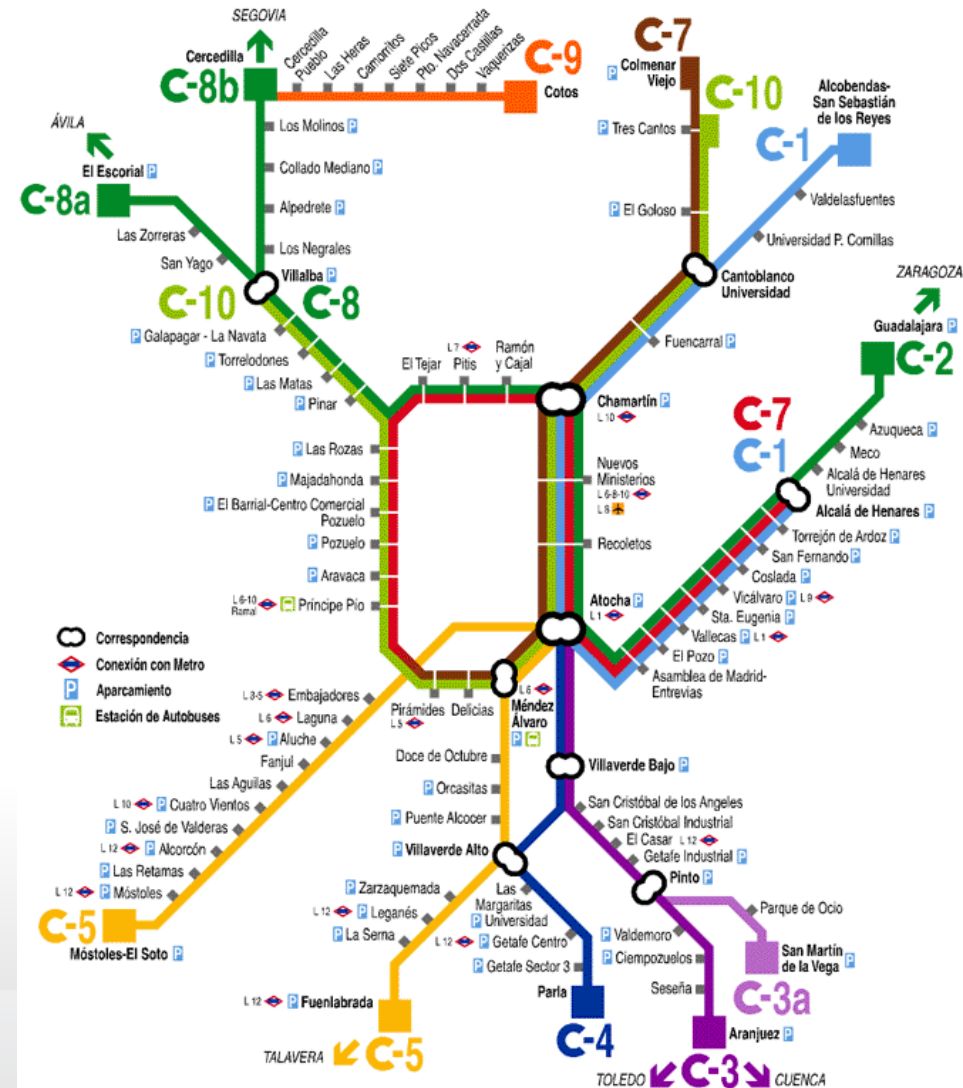 SEGOVIA
Cercedilla
C-8b
Cercedilla
Pueblo
Las Heras
Camorritos
Siete Picos
Pto. Navacerrada
Dos Castillas
Vaquerizas
C-9
Cotos
C-7
Colmenar
Viejo
C-10
Tres Cantos
El Goloso
Alcobendas-
San Sebastián
de los Reyes
C-1
Valdelasfuentes
Universidad P. Comillas
Cantoblanco
Universidad
Fuencarral
ÁVILA
El Escorial
C-8a
Las Zorreras
San Yago
Los Molinos
Collado Mediano
Alpedrete
Los Negrales
Villalba
C-10
C-8
Galapagar - La Navata
Torrelodones
Las Matas
Pinar
El Tejar
L 7
Pitis
Ramón
y Cajal
Chamartín
L 10
ZARAGOZA
Guadalajara
C-2
Azuqueca
Meco
Alcalá de Henares
Universidad
C-7
C-1
Alcalá de Henares
Torrejón de Ardoz
San Fernando
Coslada
Vicálvaro L 9
Sta. Eugenia
Vallecas L 1
El Pozo
Asamblea de Madrid-
Entrevias
Las Rozas
Majadahonda
El Barrial-Centro Comercial
Pozuelo
Pozuelo
Aravaca
L 6-10
Ramal
Príncipe Pío
Nuevos
Ministerios
L 6-8-10
L 8
Recoletos
Atocha
L 1
Correspondencia
Conexión con Metro
Aparcamiento
Estación de Autobuses
Pirámides
L 5
Delicias
L 6
Méndez
Álvaro
L 3-5 Embajadores
L 6 Laguna
L 5 Aluche
Fanjul
Las Aguilas
L 10 Cuatro Vientos
S. José de Valderas
L 12 Alcorcón
Las Retamas
L 12 Móstoles
C-5
Móstoles-El Soto
Doce de Octubre
Orcasitas
Puente Alcocer
Villaverde Alto
Zarzaquemada
L 12 Leganés
La Serna
L 12 Fuenlabrada
TALAVERA
C-5
Villaverde Bajo
San Cristóbal de los Angeles
San Cristóbal Industrial
El Casar L 12
Getafe Industrial
Pinto
Las
Margaritas
Universidad
L 12 Getafe Centro
Getafe Sector 3
Parla
C-4
Parque de Ocio
San Martín
de la Vega
C-3a
Valdemoro
Ciempozuelos
Seseña
Aranjuez
TOLEDO
C-3
CUENCA